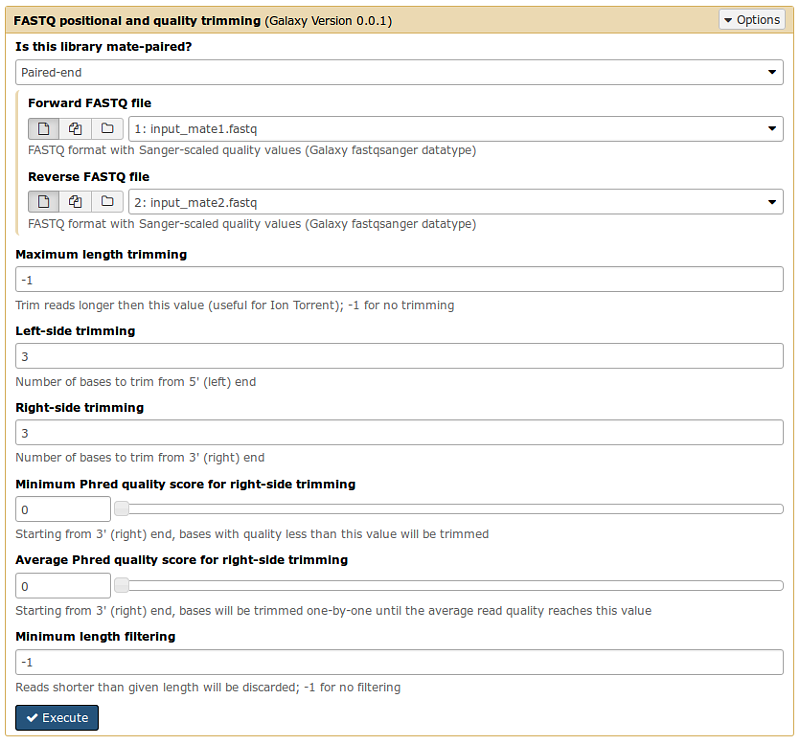 FASTQ positional and quality trimming (Galaxy Version 0.0.1)
Options
Is this library mate-paired?
Paired-end
Forward FASTQ file
1: input_mate1.fastq
FASTQ format with Sanger-scaled quality values (Galaxy fastqsanger datatype)
Reverse FASTQ file
2: input_mate2.fastq
FASTQ format with Sanger-scaled quality values (Galaxy fastqsanger datatype)
Maximum length trimming
-1
Trim reads longer then this value (useful for Ion Torrent); -1 for no trimming
Left-side trimming
3
Number of bases to trim from 5' (left) end
Right-side trimming
3
Number of bases to trim from 3' (right) end
Minimum Phred quality score for right-side trimming
0
Starting from 3' (right) end, bases with quality less than this value will be trimmed
Average Phred quality score for right-side trimming
0
Starting from 3' (right) end, bases will be trimmed one-by-one until the average read quality reaches this value
Minimum length filtering
-1
Reads shorter than given length will be discarded; -1 for no filtering
Execute